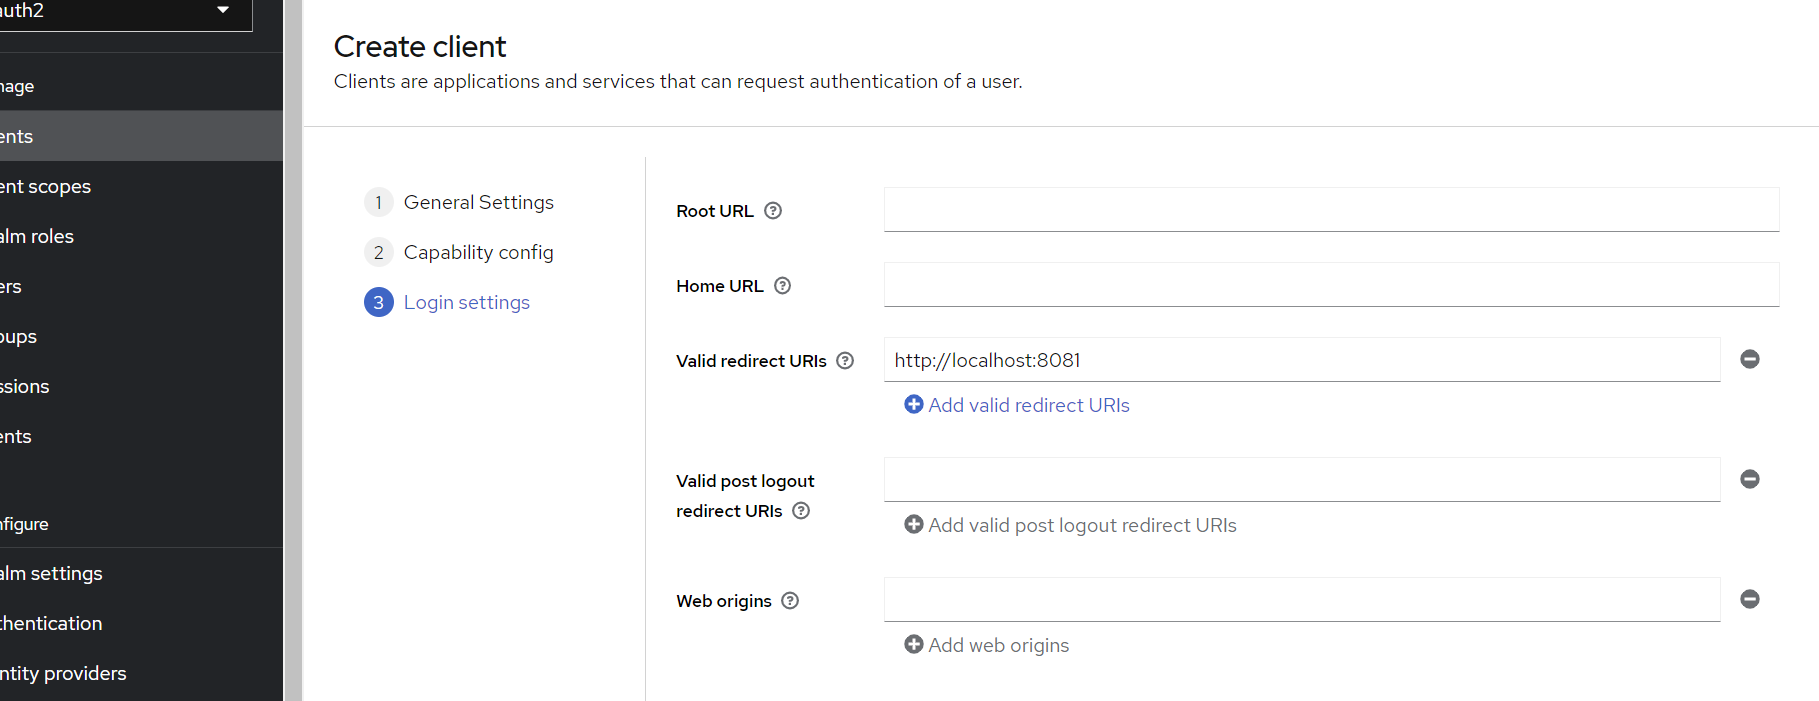 auth2
Create client
Clients are applications and services that can request authentication of a user.
nage
ents
ent scopes
alm roles
ers
oups
ssions
ents
nfigure
alm settings
thentication
ntity providers
1 General Settings
2 Capability config
3 Login settings
Root URL
Home URL
Valid redirect URIs
http://localhost:8081
Add valid redirect URIs
Valid post logout
redirect URIs
Add valid post logout redirect URIs
Web origins
Add web origins